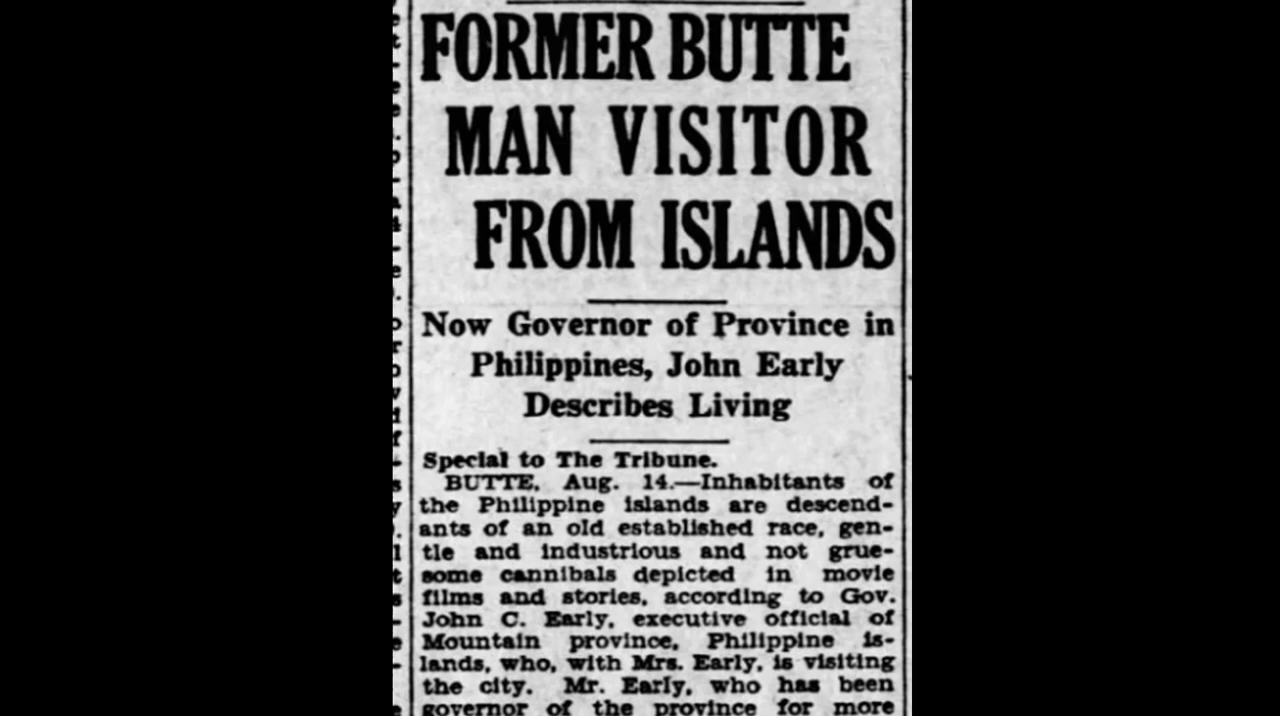 FORMER BUTTE
MAN VISITOR
FROM ISLANDS
Now Governor of Province in
Philippines, John Early
Describes Living
Special to The Tribune.
BUTTE, Aug. 14.—Inhabitants of
the Philippine islands are descend-
ants of an old established race, gen-
tle and industrious and not grue-
some cannibals depicted in movie
films and stories, according to Gov.
John C. Early, executive official of
Mountain province, Philippine is-
lands, who, with Mrs. Early, is visiting
the city. Mr. Early, who has been
governor of the province for more